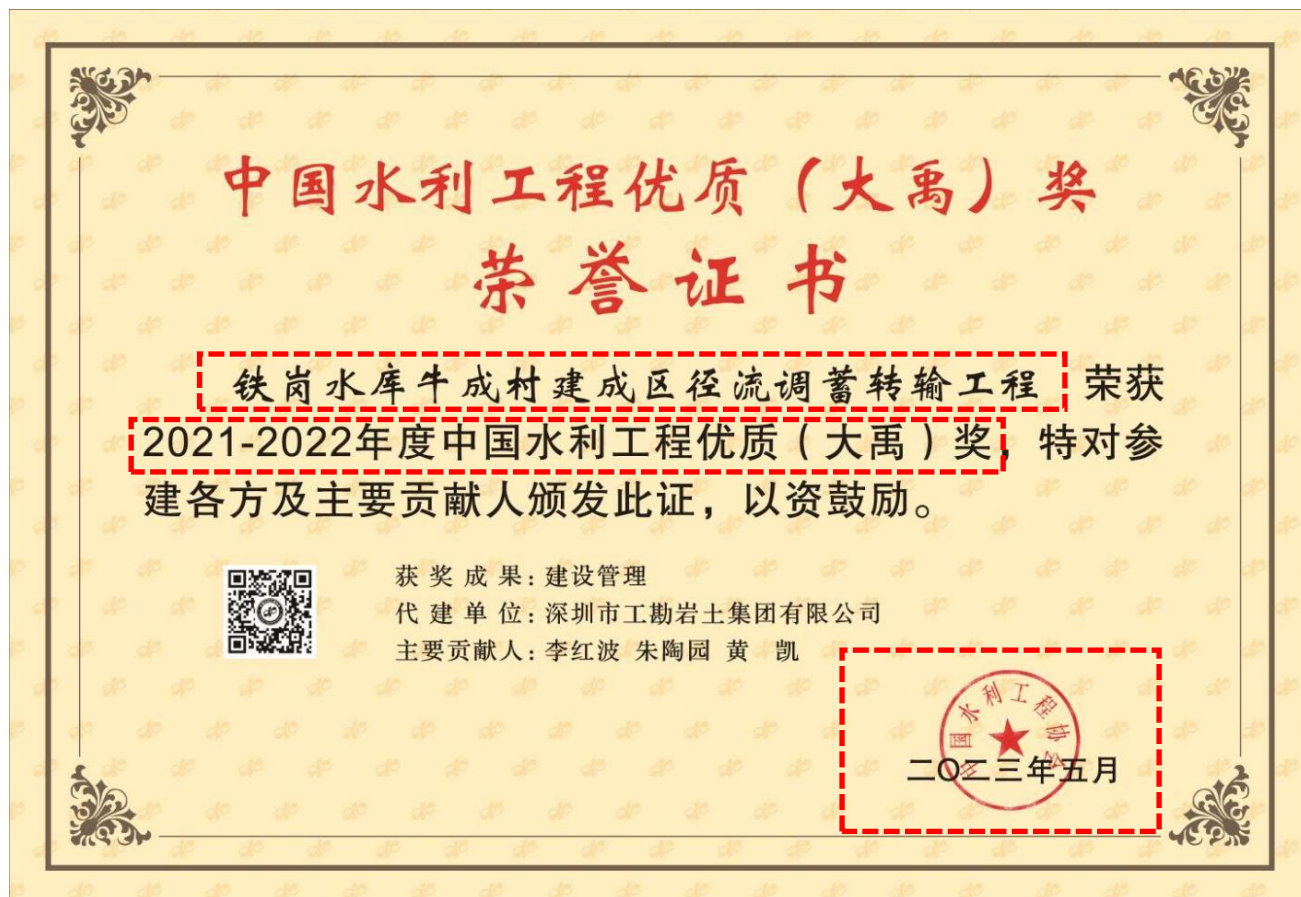 中国水利工程优质（大禹）奖
荣誉证书
铁岗水库牛成村建成区径流调蓄转输工程 荣获
2021-2022年度中国水利工程优质（大禹）奖，特对参
建各方及主要贡献人颁发此证，以资鼓励。
获奖成果：建设管理
代建单位：深圳市工勘岩土集团有限公司
主要贡献人：李红波 朱陶园 黄 凯
中国水利工程协会
二〇二三年五月